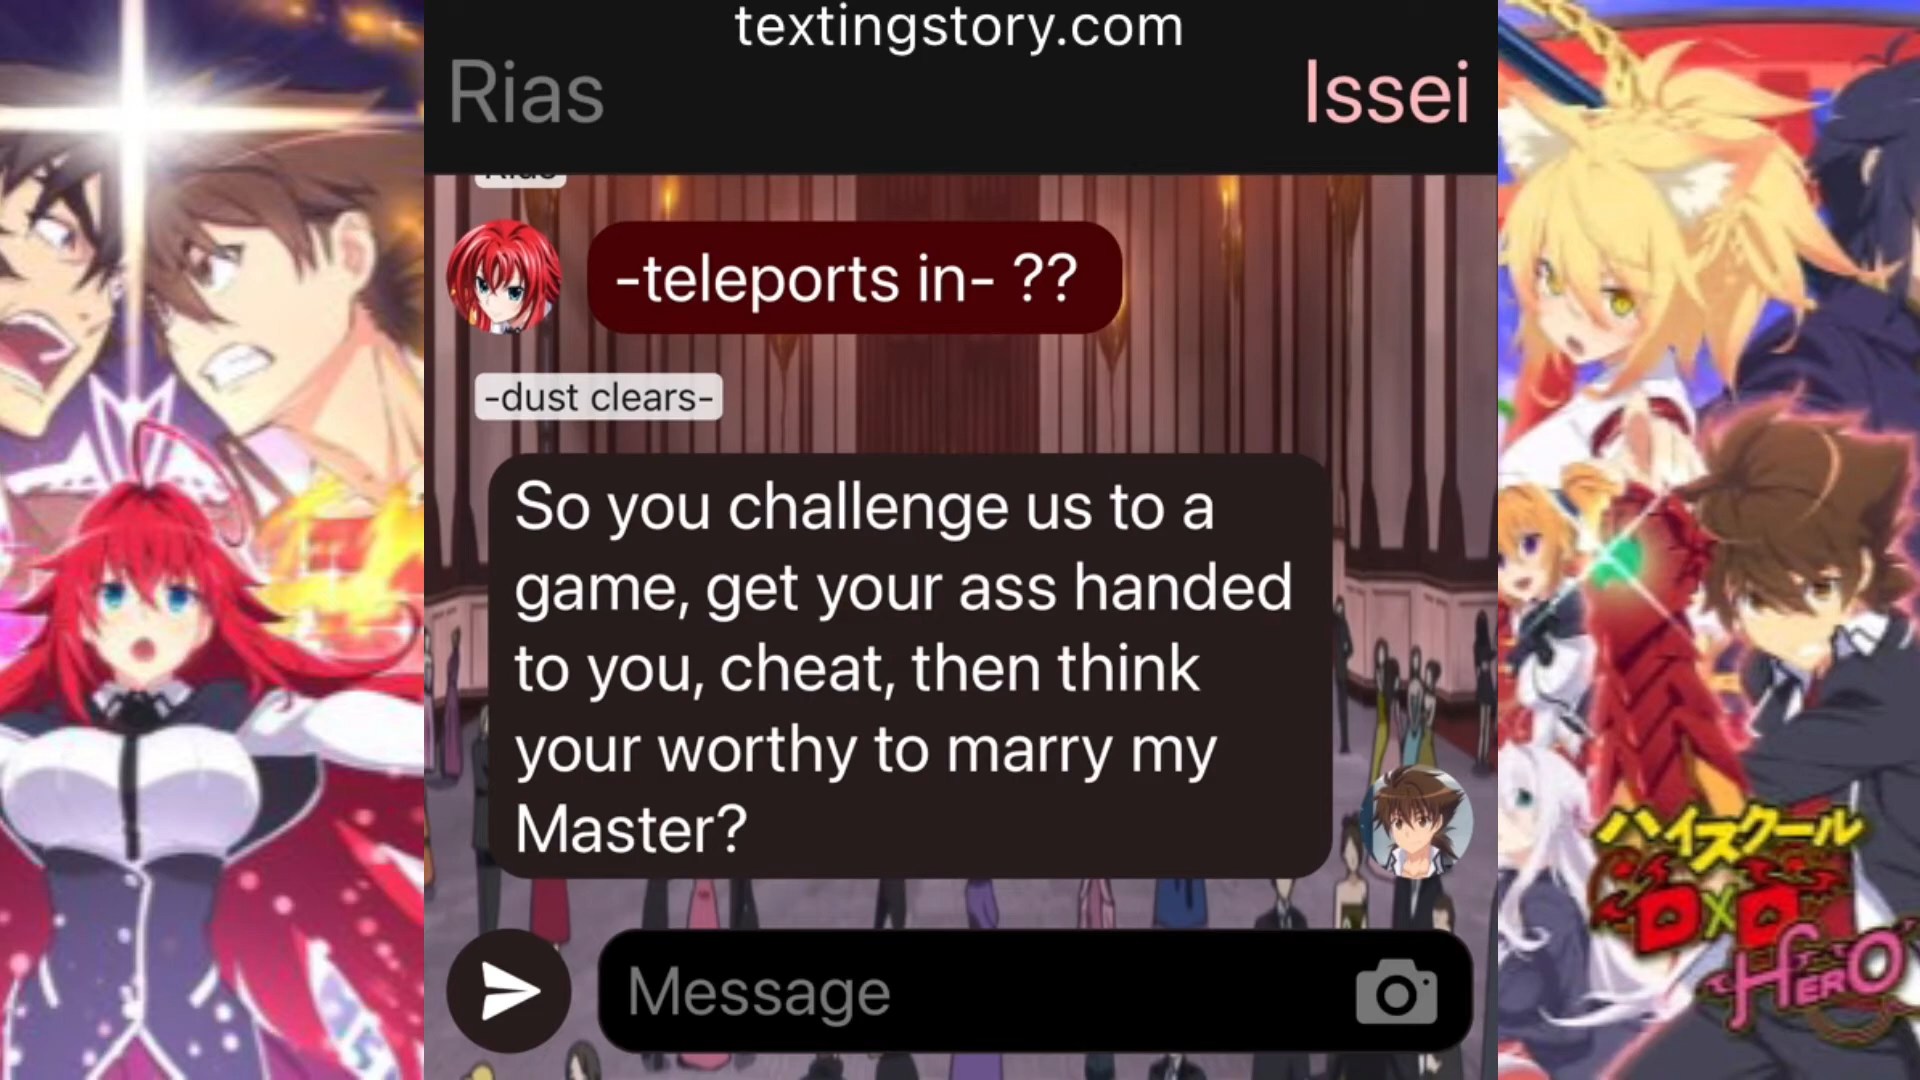 textingstory.com
Rias
Issei
Rias
-teleports in- ??
-dust clears-
So you challenge us to a
game, get your ass handed
to you, cheat, then think
your worthy to marry my
Master?
Message
ハイスクール
D×D
HERO